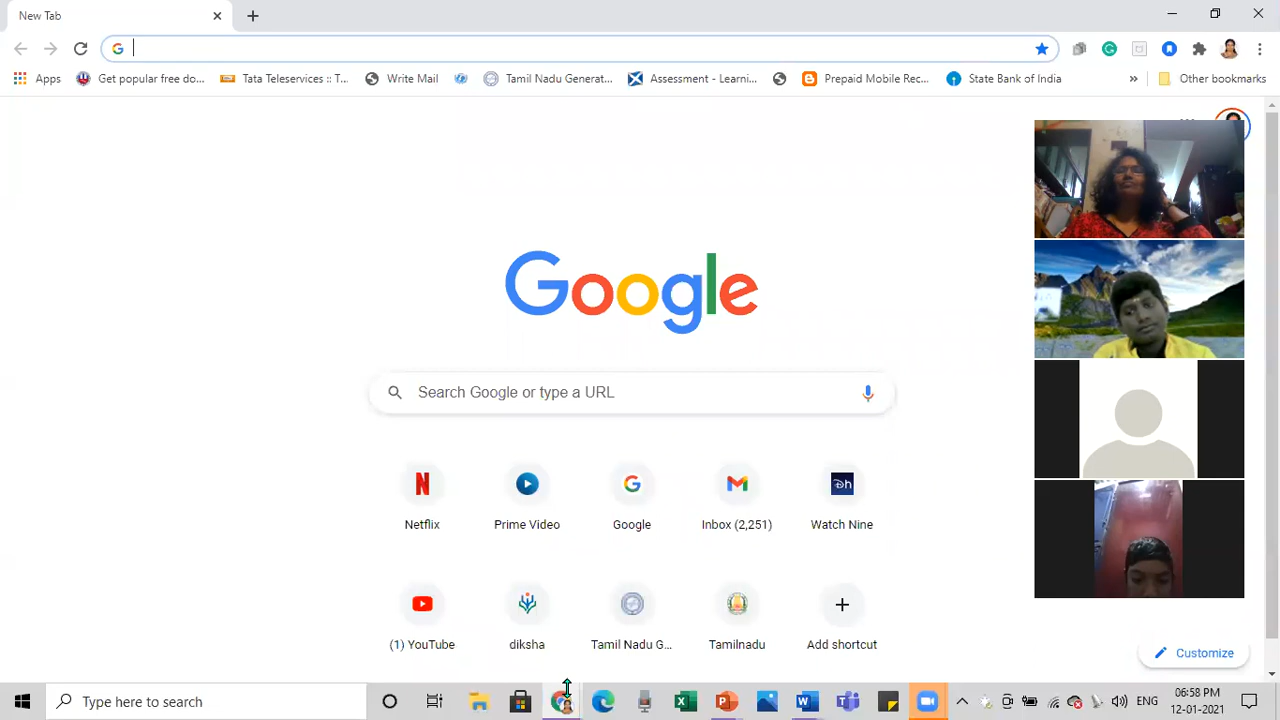 New Tab
Apps
Get popular free do...
Tata Teleservices :: T...
Write Mail
Tamil Nadu Generat...
Assessment - Learni...
Prepaid Mobile Rec...
State Bank of India
»
Other bookmarks
Google
Search Google or type a URL
Netflix
Prime Video
Google
Inbox (2,251)
Watch Nine
(1) YouTube
diksha
Tamil Nadu G...
Tamilnadu
Add shortcut
Customize
Type here to search
ENG
06:58 PM
12-01-2021